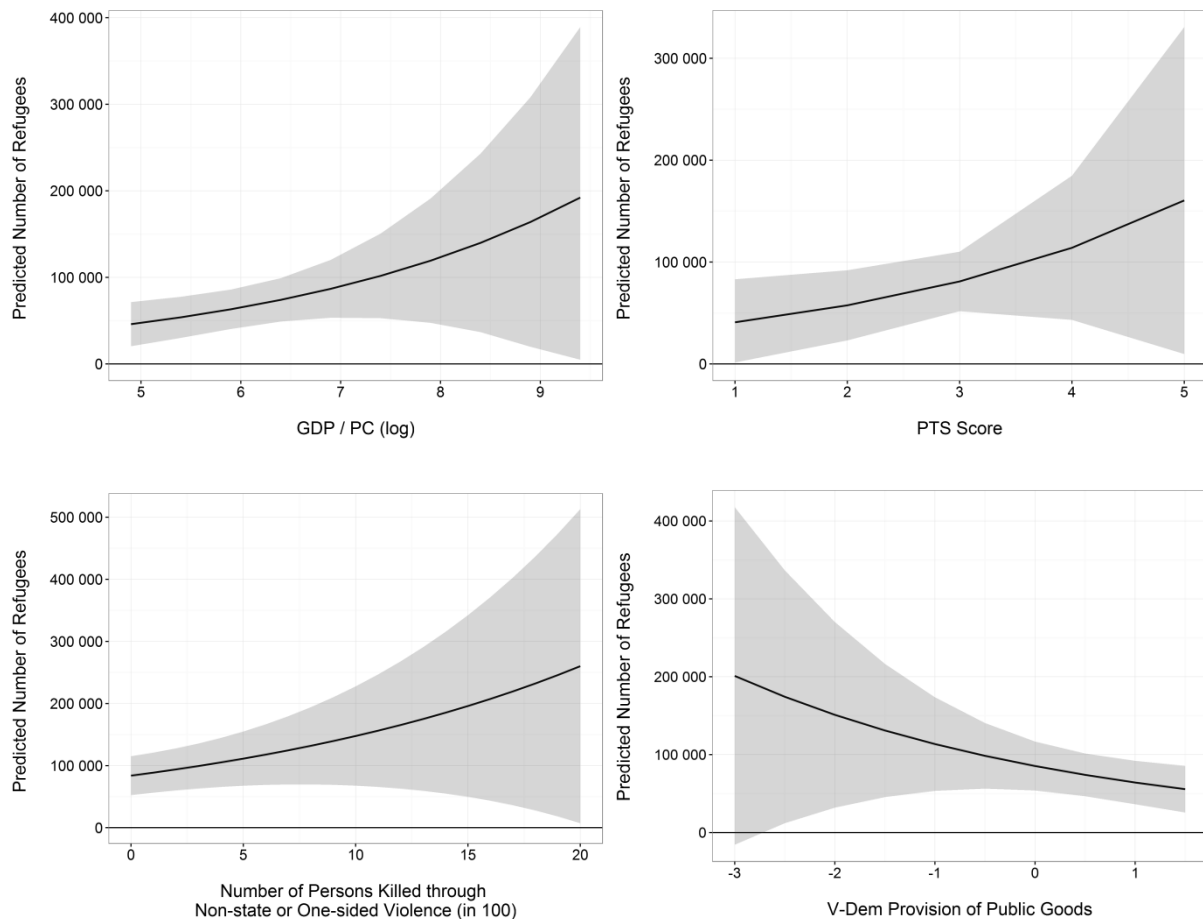 Predicted Number of Refugees
400 000
300 000
200 000
100 000
0
5 6 7 8 9
GDP / PC (log)
Predicted Number of Refugees
300 000
200 000
100 000
0
1 2 3 4 5
PTS Score
Predicted Number of Refugees
500 000
400 000
300 000
200 000
100 000
0
0 5 10 15 20
Number of Persons Killed through
Non-state or One-sided Violence (in 100)
Predicted Number of Refugees
400 000
300 000
200 000
100 000
0
-3 -2 -1 0 1
V-Dem Provision of Public Goods